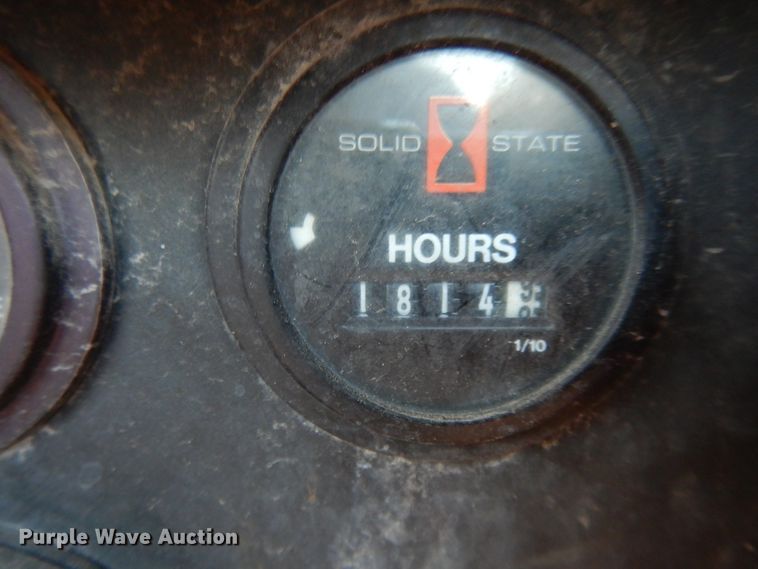 SOLID STATE
HOURS
1814
1/10
Purple Wave Auction